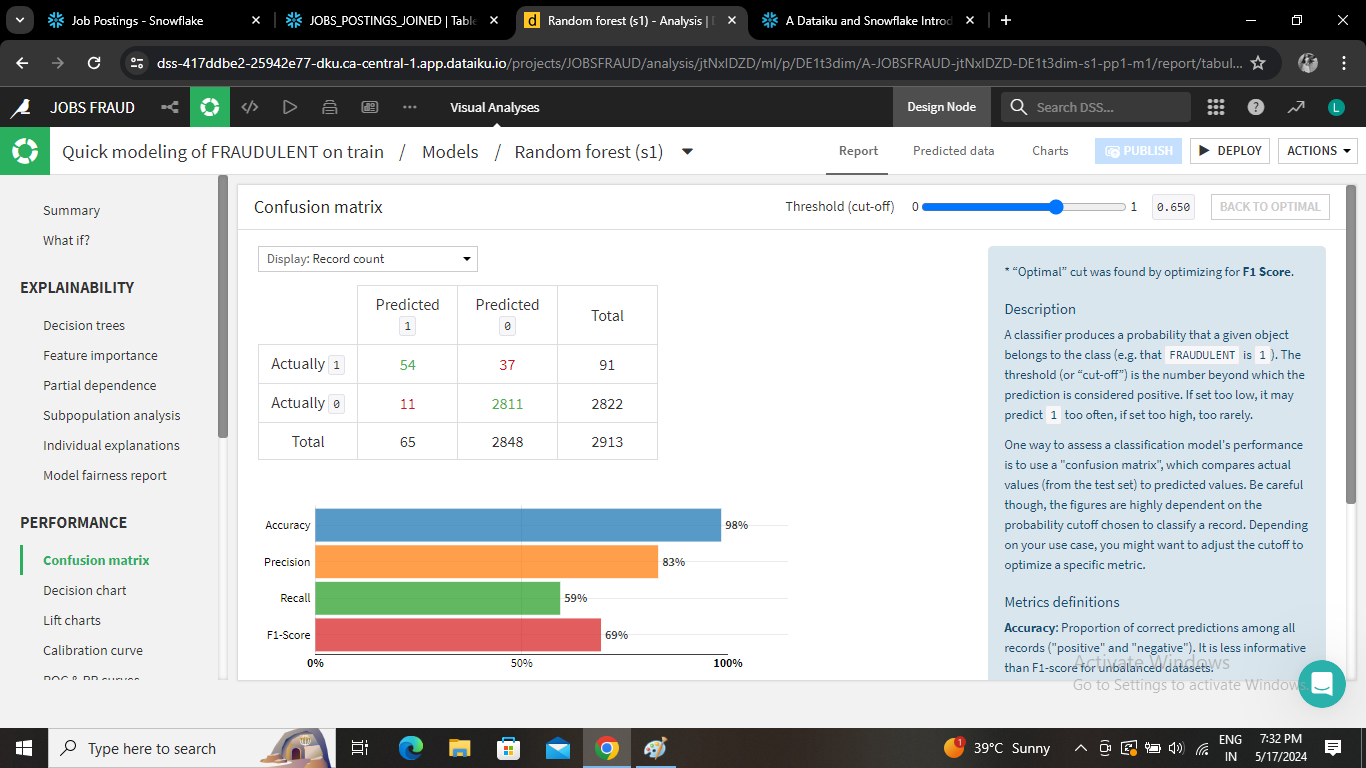 Job Postings - Snowflake
JOBS_POSTINGS_JOINED | Table
Random forest (s1) - Analysis |
A Dataiku and Snowflake Introd
dss-417ddbe2-25942e77-dku.ca-central-1.app.dataiku.io/projects/JOBSFRAUD/analysis/jtNxIDZD/ml/p/DE1t3dim/A-JOBSFRAUD-jtNxIDZD-DE1t3dim-s1-pp1-m1/report/tabul...
JOBS FRAUD
Visual Analyses
Design Node
Search DSS...
L
Quick modeling of FRAUDULENT on train / Models / Random forest (s1)
Report
Predicted data
Charts
PUBLISH
DEPLOY
ACTIONS
Summary
What if?
EXPLAINABILITY
Decision trees
Feature importance
Partial dependence
Subpopulation analysis
Individual explanations
Model fairness report
PERFORMANCE
Confusion matrix
Decision chart
Lift charts
Calibration curve
ROC & PR curves
Confusion matrix
Threshold (cut-off) 0 1 0.650
BACK TO OPTIMAL
Display: Record count
Predicted 1 Predicted 0 Total
Actually 1 54 37 91
Actually 0 11 2811 2822
Total 65 2848 2913
Accuracy 98%
Precision 83%
Recall 59%
F1-Score 69%
0% 50% 100%
* “Optimal” cut was found by optimizing for F1 Score.
Description
A classifier produces a probability that a given object
belongs to the class (e.g. that FRAUDULENT is 1 ). The
threshold (or “cut-off”) is the number beyond which the
prediction is considered positive. If set too low, it may
predict 1 too often, if set too high, too rarely.
One way to assess a classification model's performance
is to use a "confusion matrix", which compares actual
values (from the test set) to predicted values. Be careful
though, the figures are highly dependent on the
probability cutoff chosen to classify a record. Depending
on your use case, you might want to adjust the cutoff to
optimize a specific metric.
Metrics definitions
Accuracy: Proportion of correct predictions among all
records ("positive" and "negative"). It is less informative
than F1-score for unbalanced datasets.
Activate Windows
Go to Settings to activate Windows.
Type here to search
1
39°C Sunny
ENG
IN
7:32 PM
5/17/2024